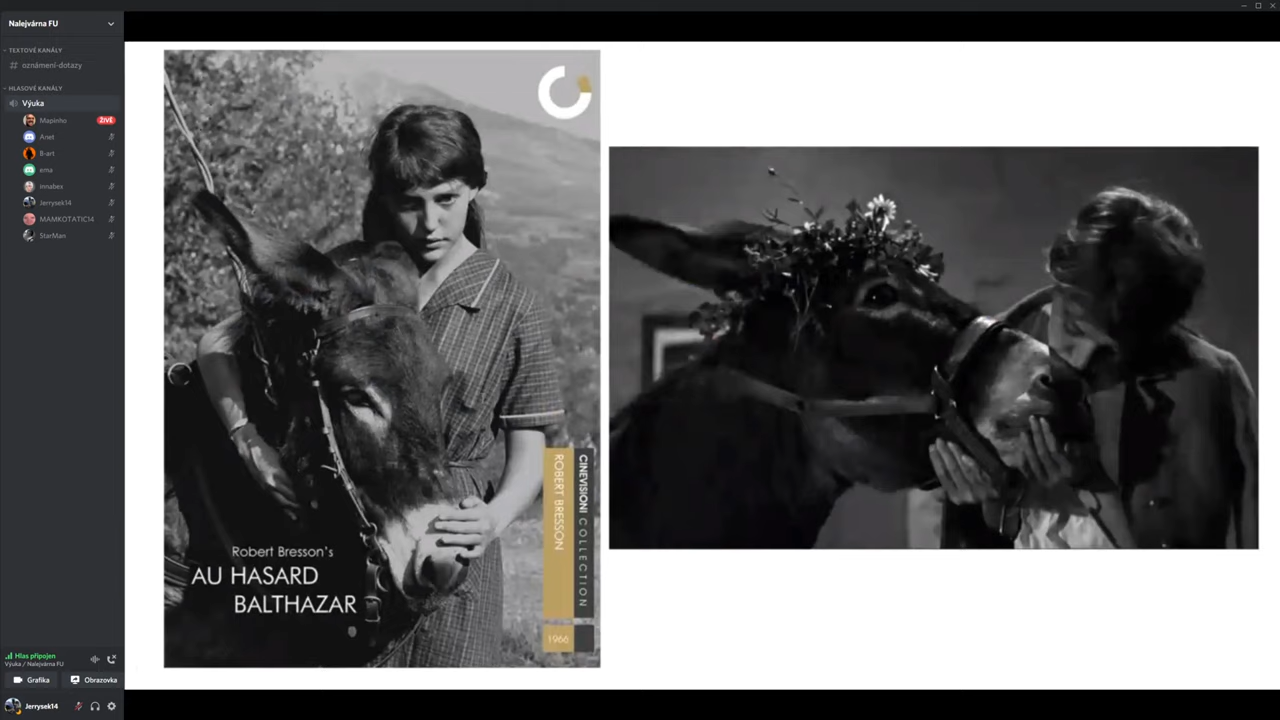 Nalejvárna FU
TEXTOVÉ KANÁLY
# oznámení-dotazy
HLASOVÉ KANÁLY
Výuka
Mapinho
ŽIVĚ
Anet
B-art
ema
innabex
Jerrysek14
MAMKOTATIC14
StarMan
Hlas připojen
Výuka / Nalejvárna FU
Grafika
Obrazovka
Jerrysek14
Robert Bresson's
AU HASARD
BALTHAZAR
ROBERT BRESSON
CINEVISIONI COLLECTION
1966